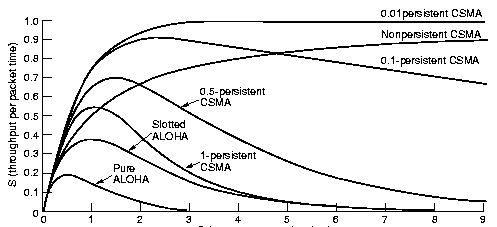 0.01persistent CSMA
Nonpersistent CSMA
0.1-persistent CSMA
0.5-persistent
CSMA
Slotted
ALOHA
1-persistent
CSMA
Pure
ALOHA
S (throughput per packet time)
1.0
0.9
0.8
0.7
0.6
0.5
0.4
0.3
0.2
0.1
0
0 1 2 3 4 5 6 7 8 9